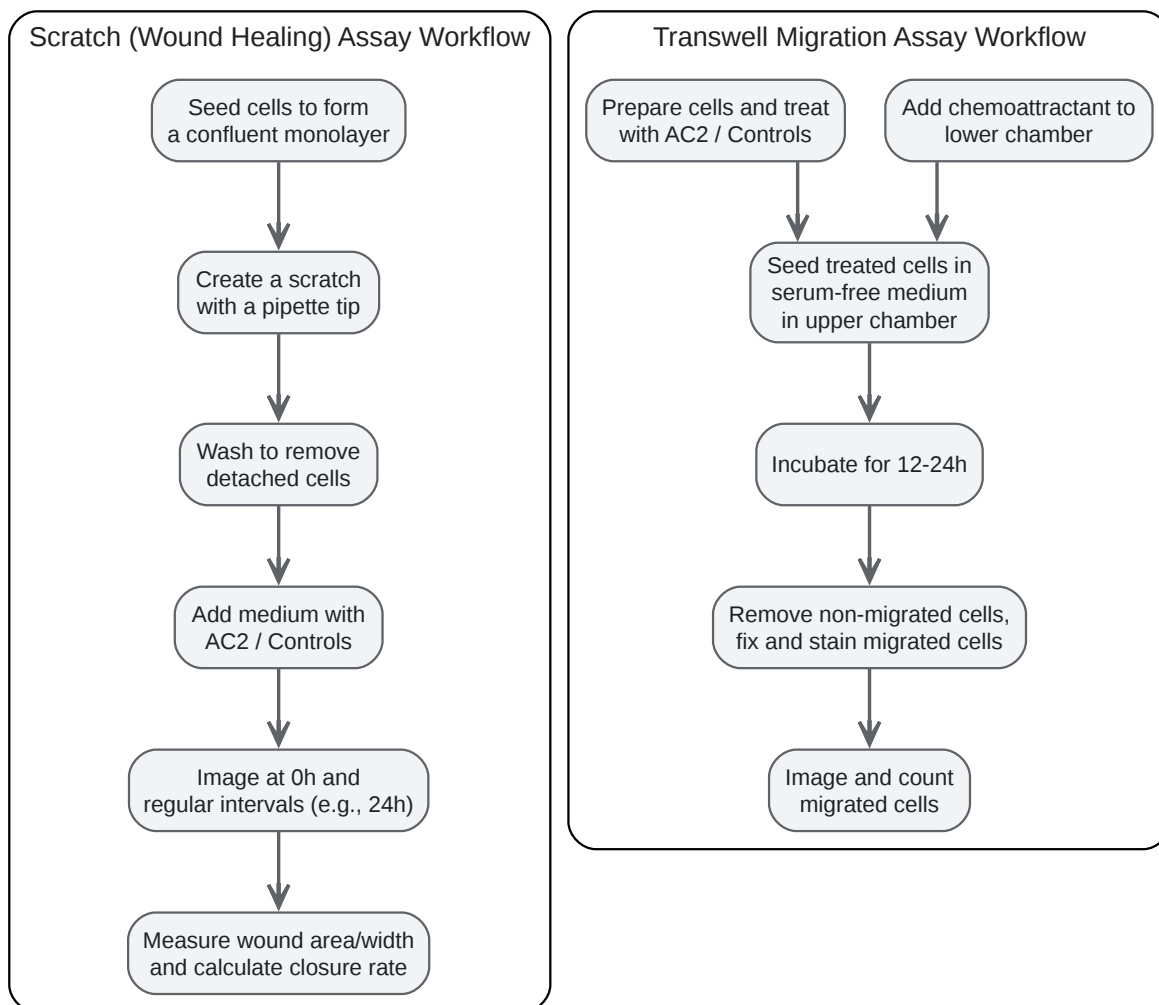 Scratch (Wound Healing) Assay Workflow
Seed cells to form
a confluent monolayer
Create a scratch
with a pipette tip
Wash to remove
detached cells
Add medium with
AC2 / Controls
Image at 0h and
regular intervals (e.g., 24h)
Measure wound area/width
and calculate closure rate
Transwell Migration Assay Workflow
Prepare cells and treat
with AC2 / Controls
Add chemoattractant to
lower chamber
Seed treated cells in
serum-free medium
in upper chamber
Incubate for 12-24h
Remove non-migrated cells,
fix and stain migrated cells
Image and count
migrated cells